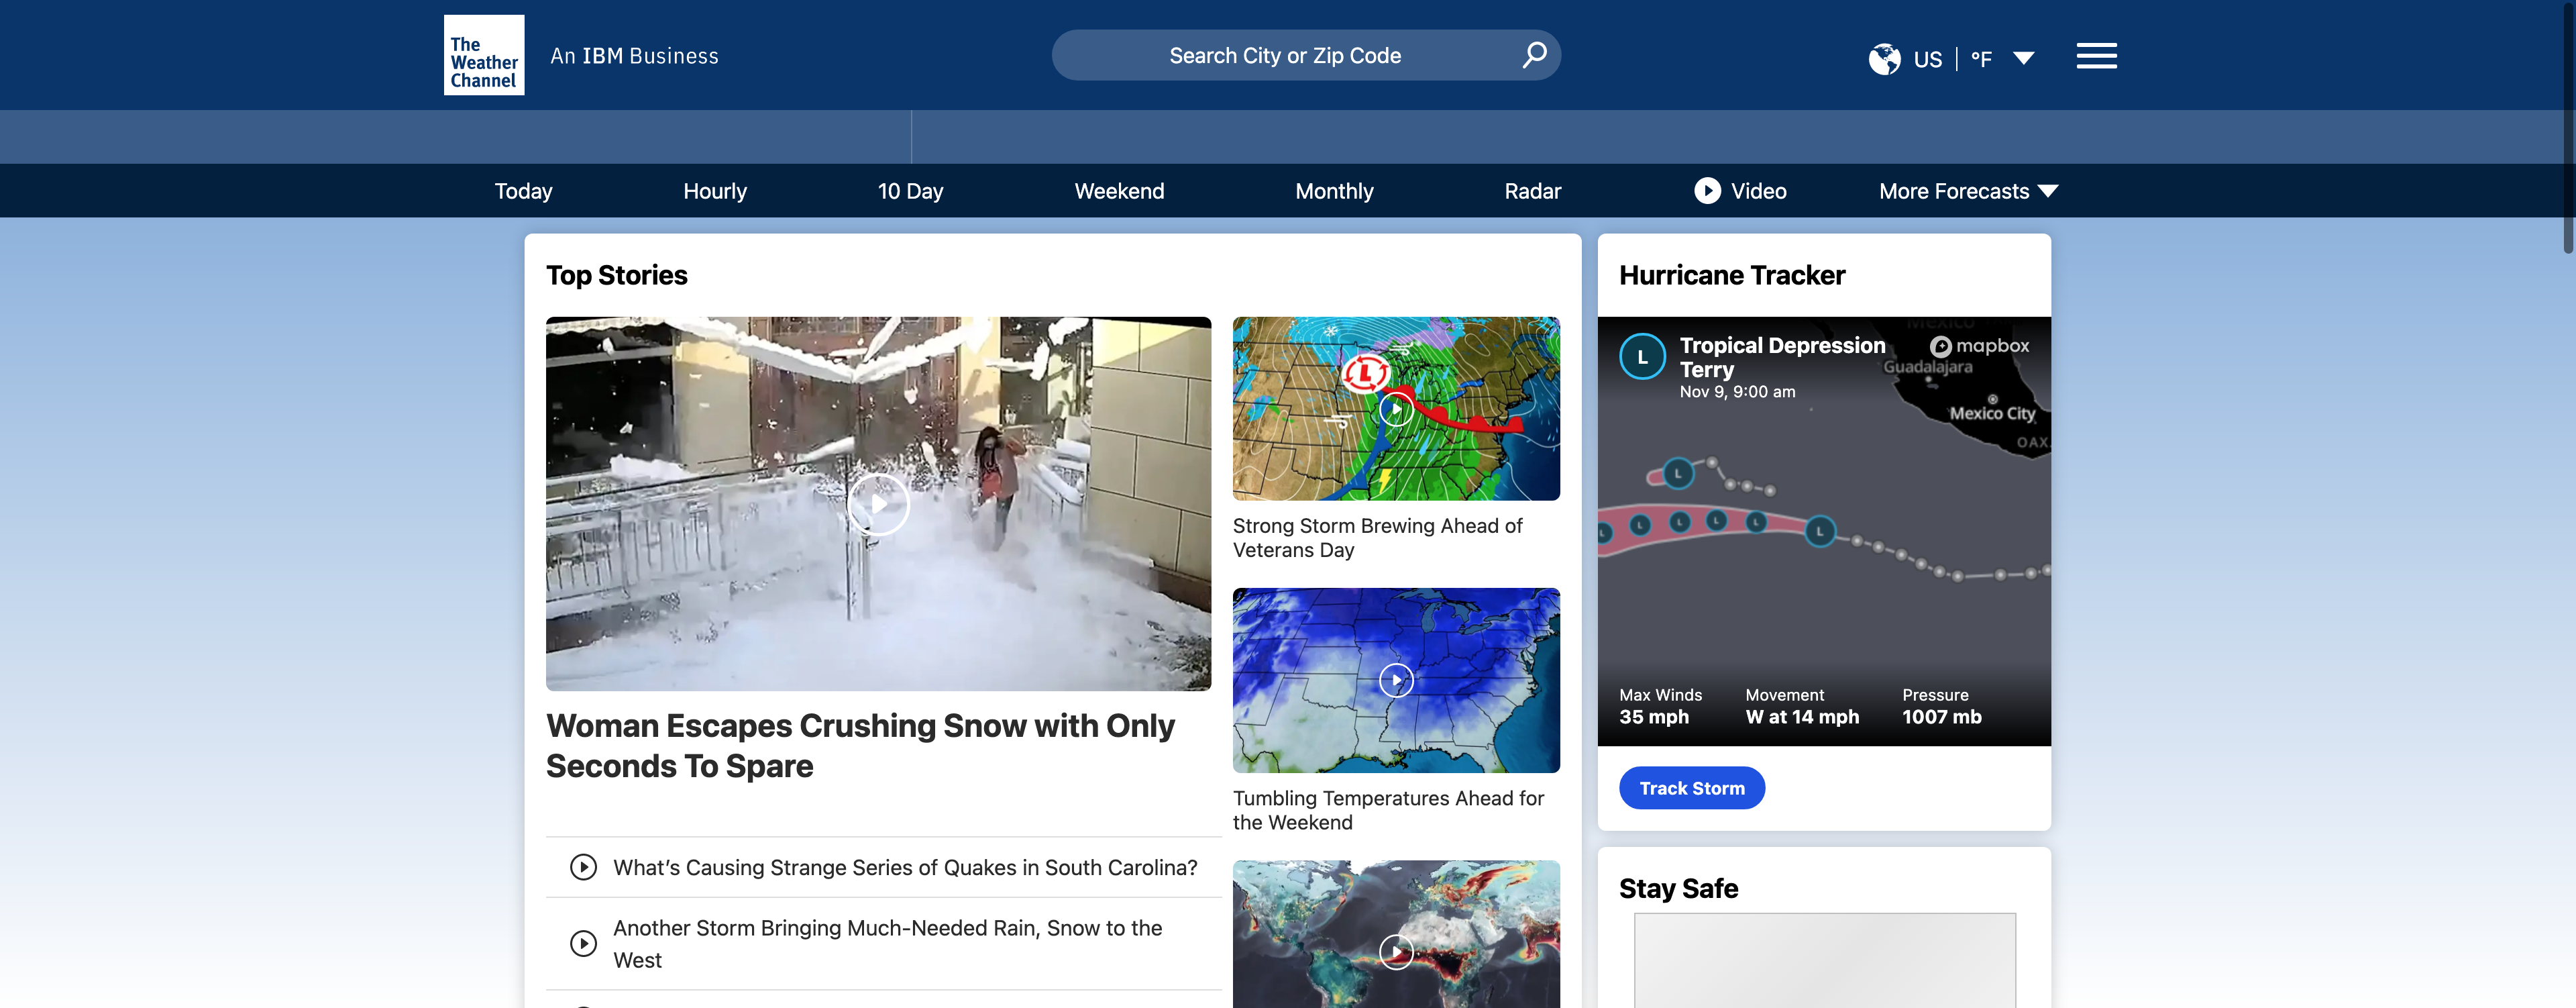 The
Weather
Channel
An IBM Business
Search City or Zip Code
US
°F
Today
Hourly
10 Day
Weekend
Monthly
Radar
Video
More Forecasts
Top Stories
L
Woman Escapes Crushing Snow with Only
Seconds To Spare
What's Causing Strange Series of Quakes in South Carolina?
Another Storm Bringing Much-Needed Rain, Snow to the
West
Strong Storm Brewing Ahead of
Veterans Day
Tumbling Temperatures Ahead for
the Weekend
Hurricane Tracker
Mexico
L
Tropical Depression
Terry
Nov 9, 9:00 am
mapbox
Guadalajara
Mexico City
OAX.
L
L
L
L
L
L
L
Max Winds
35 mph
Movement
W at 14 mph
Pressure
1007 mb
Track Storm
Stay Safe